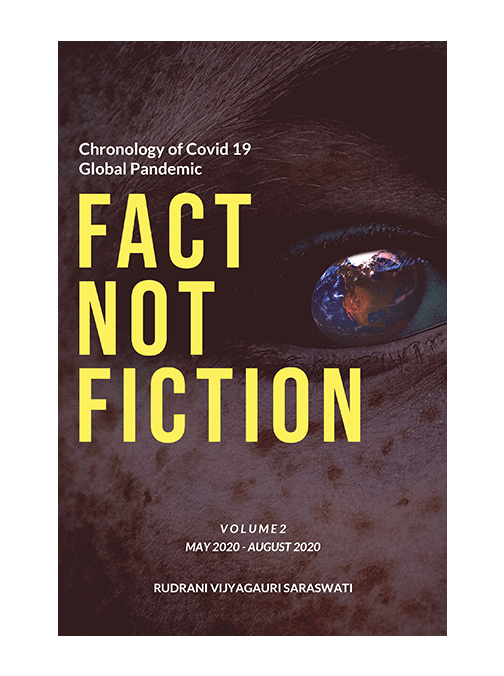 Chronology of Covid 19
Global Pandemic
FACT
NOT
FICTION
VOLUME 2
MAY 2020 - AUGUST 2020
RUDRANI VIJYAGAURI SARASWATI